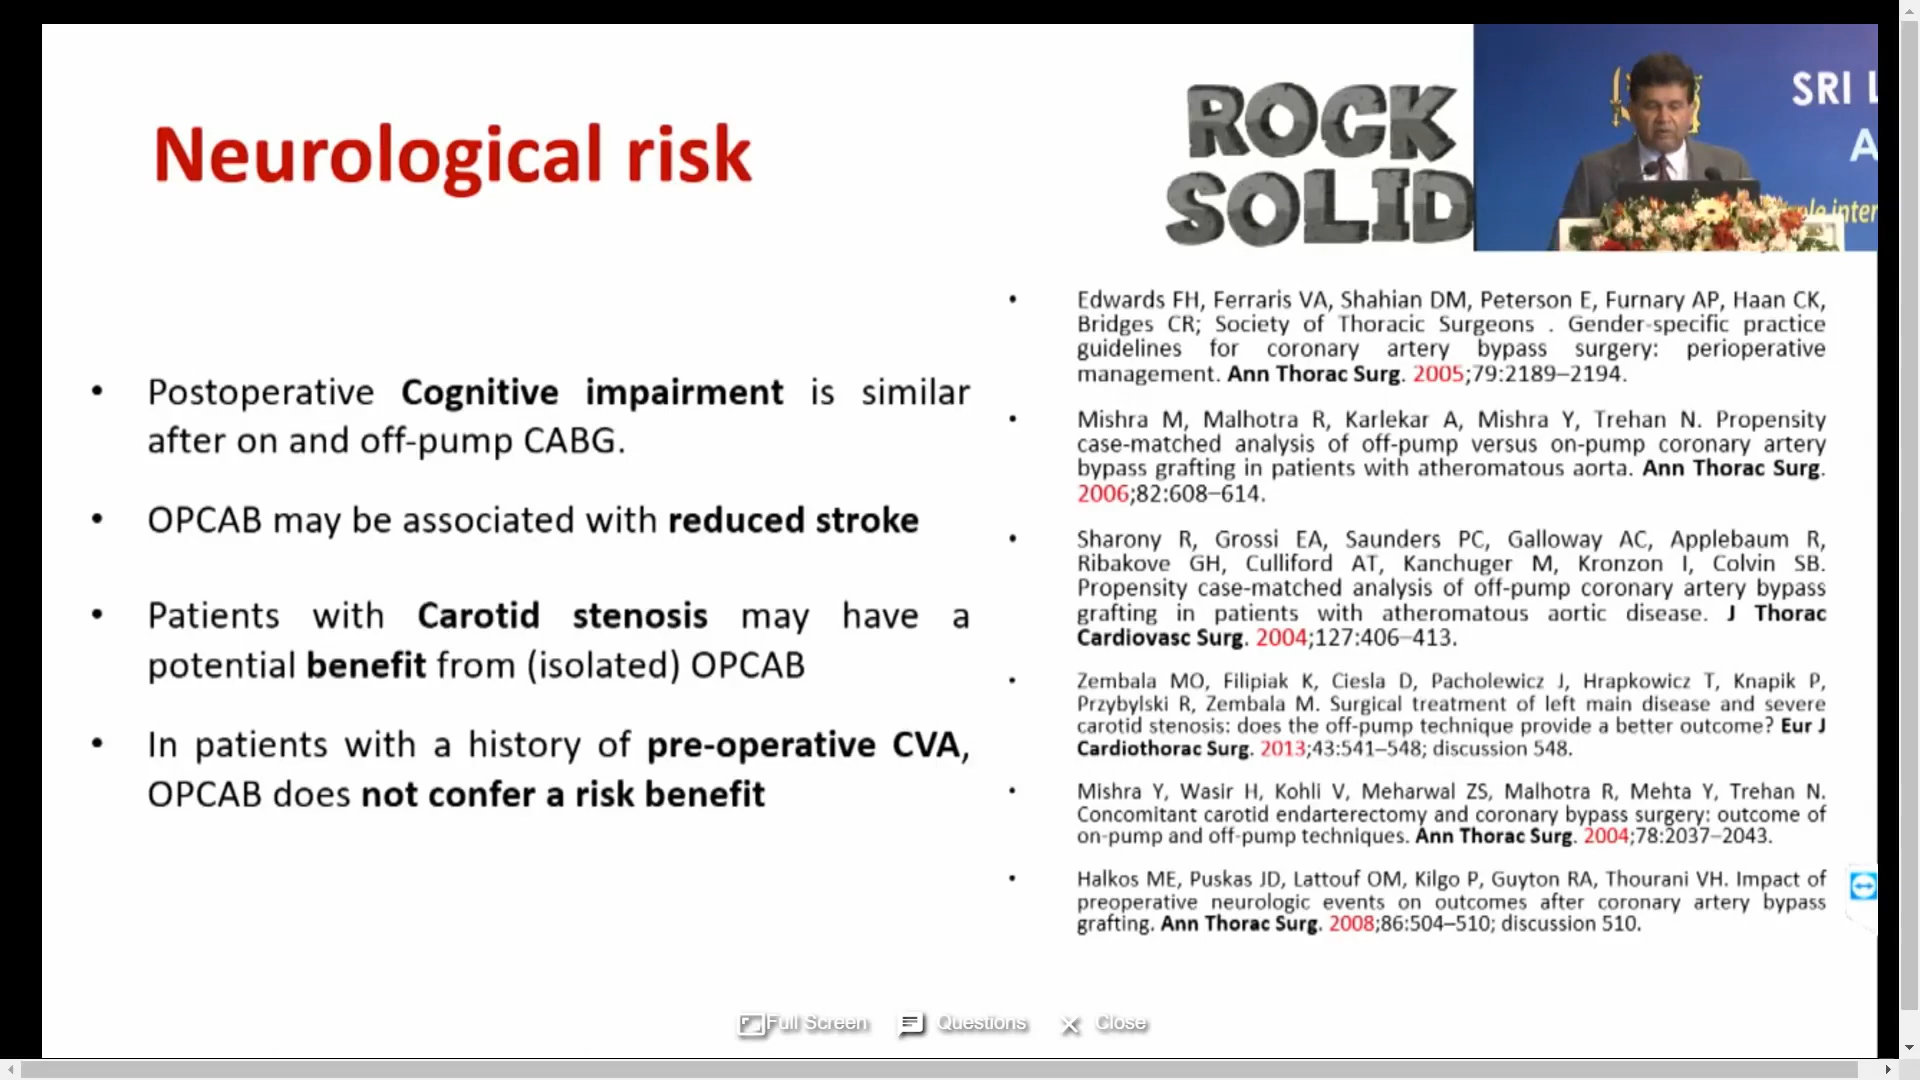 Neurological risk
ROCK
SOLID
SRI L
A
ple inter
• Postoperative Cognitive impairment is similar
after on and off-pump CABG.
• OPCAB may be associated with reduced stroke
• Patients with Carotid stenosis may have a
potential benefit from (isolated) OPCAB
• In patients with a history of pre-operative CVA,
OPCAB does not confer a risk benefit
• Edwards FH, Ferraris VA, Shahian DM, Peterson E, Furnary AP, Haan CK,
Bridges CR; Society of Thoracic Surgeons . Gender-specific practice
guidelines for coronary artery bypass surgery: perioperative
management. Ann Thorac Surg. 2005;79:2189–2194.
• Mishra M, Malhotra R, Karlekar A, Mishra Y, Trehan N. Propensity
case-matched analysis of off-pump versus on-pump coronary artery
bypass grafting in patients with atheromatous aorta. Ann Thorac Surg.
2006;82:608–614.
• Sharony R, Grossi EA, Saunders PC, Galloway AC, Applebaum R,
Ribakove GH, Culliford AT, Kanchuger M, Kronzon I, Colvin SB.
Propensity case-matched analysis of off-pump coronary artery bypass
grafting in patients with atheromatous aortic disease. J Thorac
Cardiovasc Surg. 2004;127:406–413.
• Zembala MO, Filipiak K, Ciesla D, Pacholewicz J, Hrapkowicz T, Knapik P,
Przybylski R, Zembala M. Surgical treatment of left main disease and severe
carotid stenosis: does the off-pump technique provide a better outcome? Eur J
Cardiothorac Surg. 2013;43:541–548; discussion 548.
• Mishra Y, Wasir H, Kohli V, Meharwal ZS, Malhotra R, Mehta Y, Trehan N.
Concomitant carotid endarterectomy and coronary bypass surgery: outcome of
on-pump and off-pump techniques. Ann Thorac Surg. 2004;78:2037–2043.
• Halkos ME, Puskas JD, Lattouf OM, Kilgo P, Guyton RA, Thourani VH. Impact of
preoperative neurologic events on outcomes after coronary artery bypass
grafting. Ann Thorac Surg. 2008;86:504–510; discussion 510.
Full Screen Questions Close